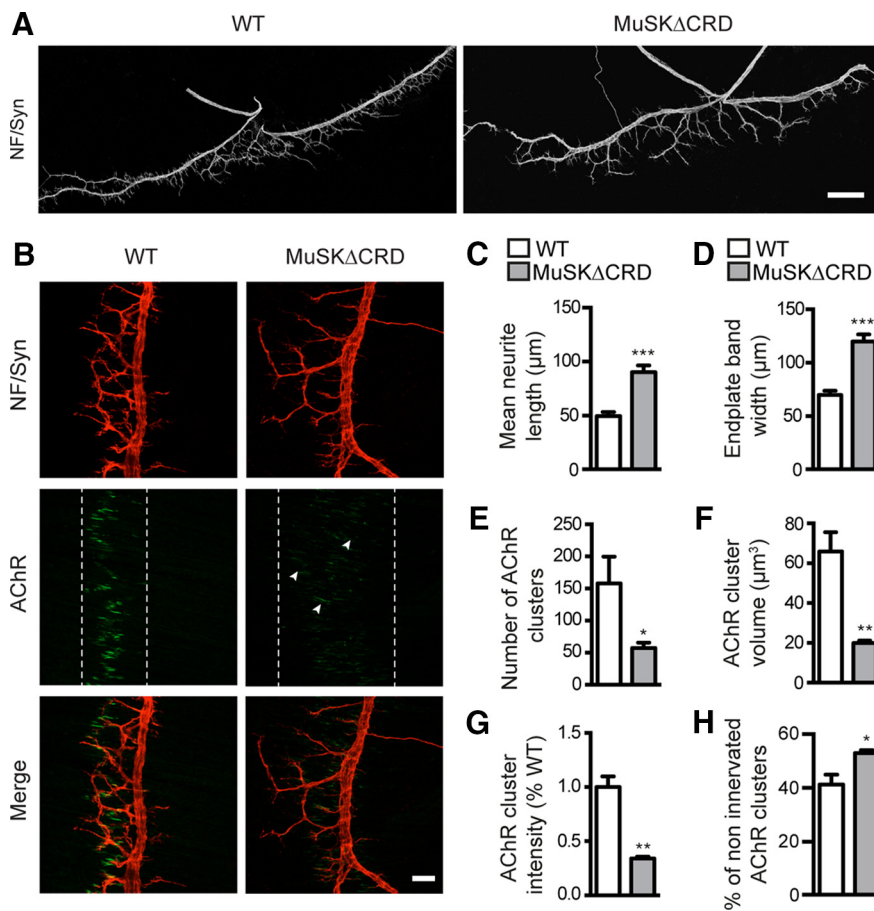 A
WT
MuSKΔCRD
NF/Syn
B
WT
MuSKΔCRD
NF/Syn
AChR
Merge
C
WT
MuSKΔCRD
Mean neurite
length (µm)
150
100
50
0
***
D
WT
MuSKΔCRD
Endplate band
width (µm)
150
100
50
0
***
E
Number of AChR
clusters
250
200
150
100
50
0
*
F
AChR cluster
volume (µm³)
80
60
40
20
0
**
G
AChR cluster
intensity (% WT)
1.5
1.0
0.5
0.0
**
H
% of non innervated
AChR clusters
60
40
20
0
*